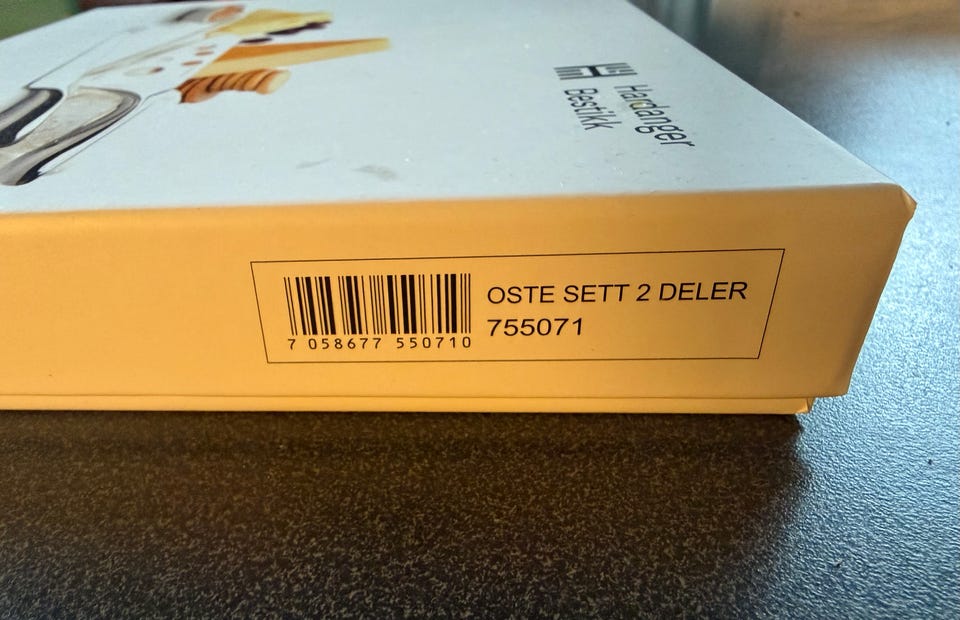 Hardanger
Bestikk
OSTE SETT 2 DELER
755071
7 058677 550710